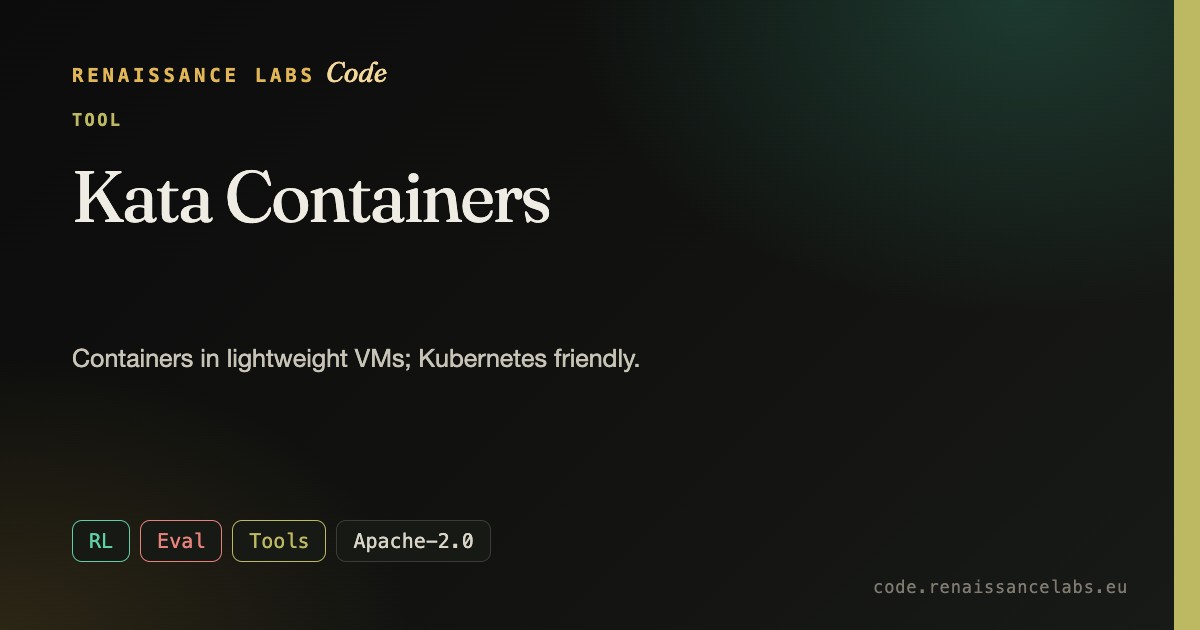 RENAISSANCE LABS Code
TOOL
Kata Containers
Containers in lightweight VMs; Kubernetes friendly.
RL Eval Tools Apache-2.0
code.renaissancelabs.eu